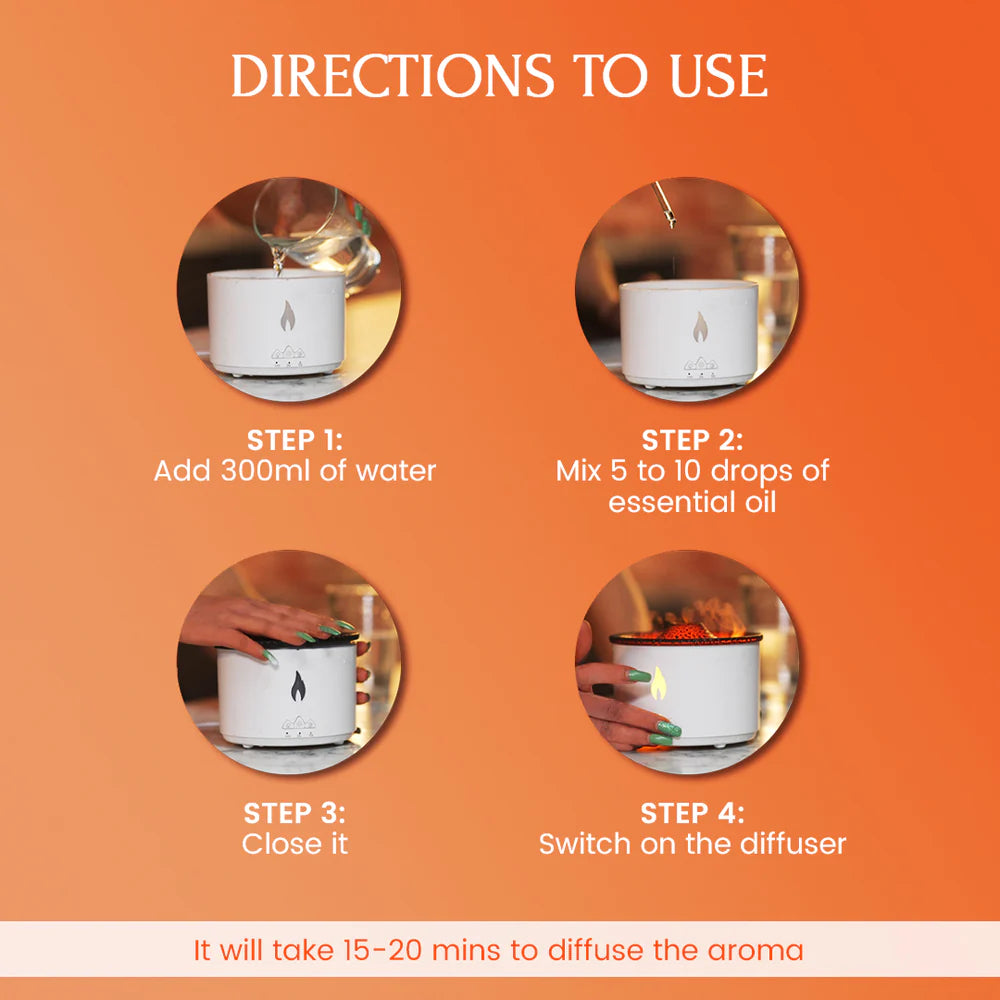 DIRECTIONS TO USE
STEP 1:
Add 300ml of water
STEP 2:
Mix 5 to 10 drops of
essential oil
STEP 3:
Close it
STEP 4:
Switch on the diffuser
It will take 15-20 mins to diffuse the aroma